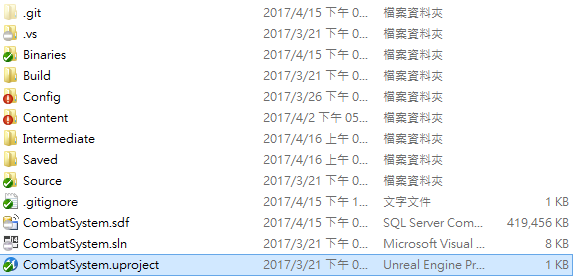 .git 2017/4/15 下午 0... 檔案資料夾
.vs 2017/3/21 下午 0... 檔案資料夾
Binaries 2017/4/15 下午 0... 檔案資料夾
Build 2017/3/21 下午 0... 檔案資料夾
Config 2017/3/26 下午 0... 檔案資料夾
Content 2017/4/2 下午 05... 檔案資料夾
Intermediate 2017/4/16 上午 0... 檔案資料夾
Saved 2017/4/16 上午 0... 檔案資料夾
Source 2017/3/21 下午 0... 檔案資料夾
.gitignore 2017/4/15 下午 1... 文字文件 1 KB
CombatSystem.sdf 2017/4/15 下午 0... SQL Server Com... 419,456 KB
CombatSystem.sln 2017/3/21 下午 0... Microsoft Visual ... 8 KB
CombatSystem.uproject 2017/3/21 下午 0... Unreal Engine Pr... 1 KB